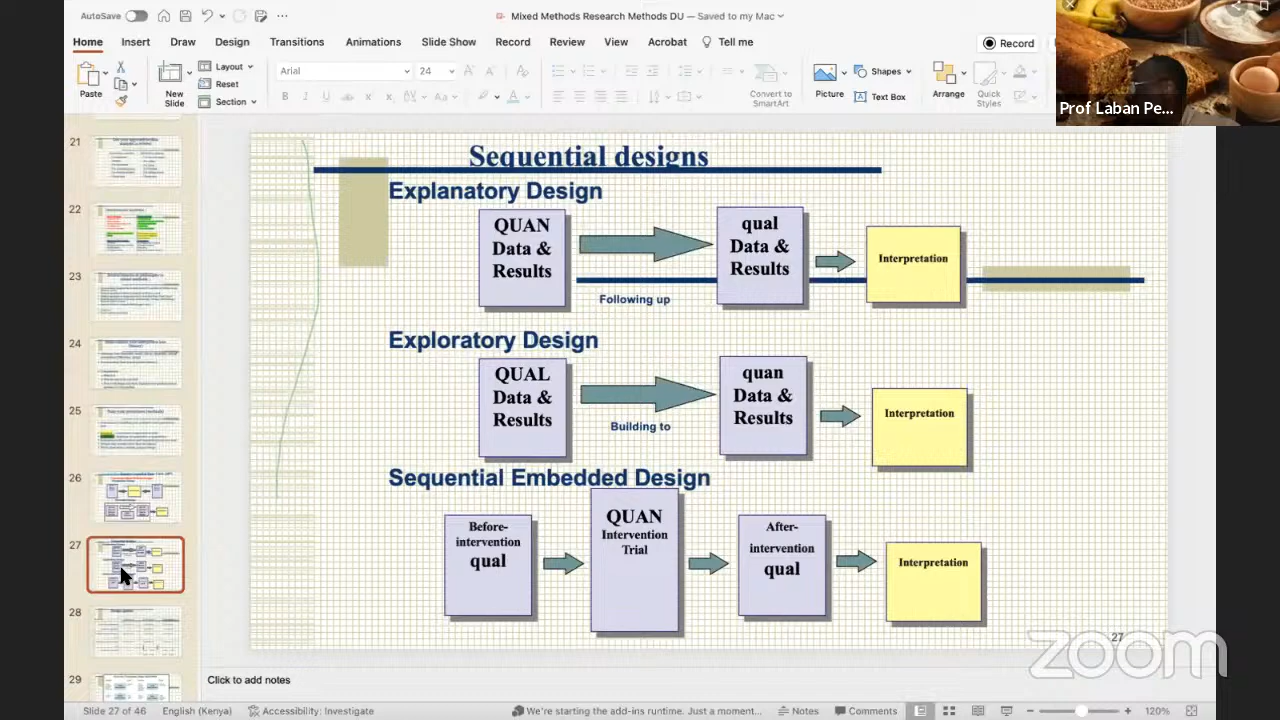 AutoSave
Mixed Methods Research Methods DU — Saved to my Mac
Home Insert Draw Design Transitions Animations Slide Show Record Review View Acrobat Tell me
Record
Paste
New
Slide
Layout
Reset
Section
Arial 24
Convert to
SmartArt
Picture
Shapes
Text Box
Arrange
Quick
Styles
Prof Laban Pe...
21
22
23
24
25
26
27
28
29
Sequential designs
Explanatory Design
QUAN
Data &
Results
Following up
qual
Data &
Results
Interpretation
Exploratory Design
QUAL
Data &
Results
Building to
quan
Data &
Results
Interpretation
Sequential Embedded Design
Before-
intervention
qual
QUAN
Intervention
Trial
After-
intervention
qual
Interpretation
27
zoom
Click to add notes
Slide 27 of 46 English (Kenya) Accessibility: Investigate We're starting the add-ins runtime. Just a moment... Notes Comments 120%